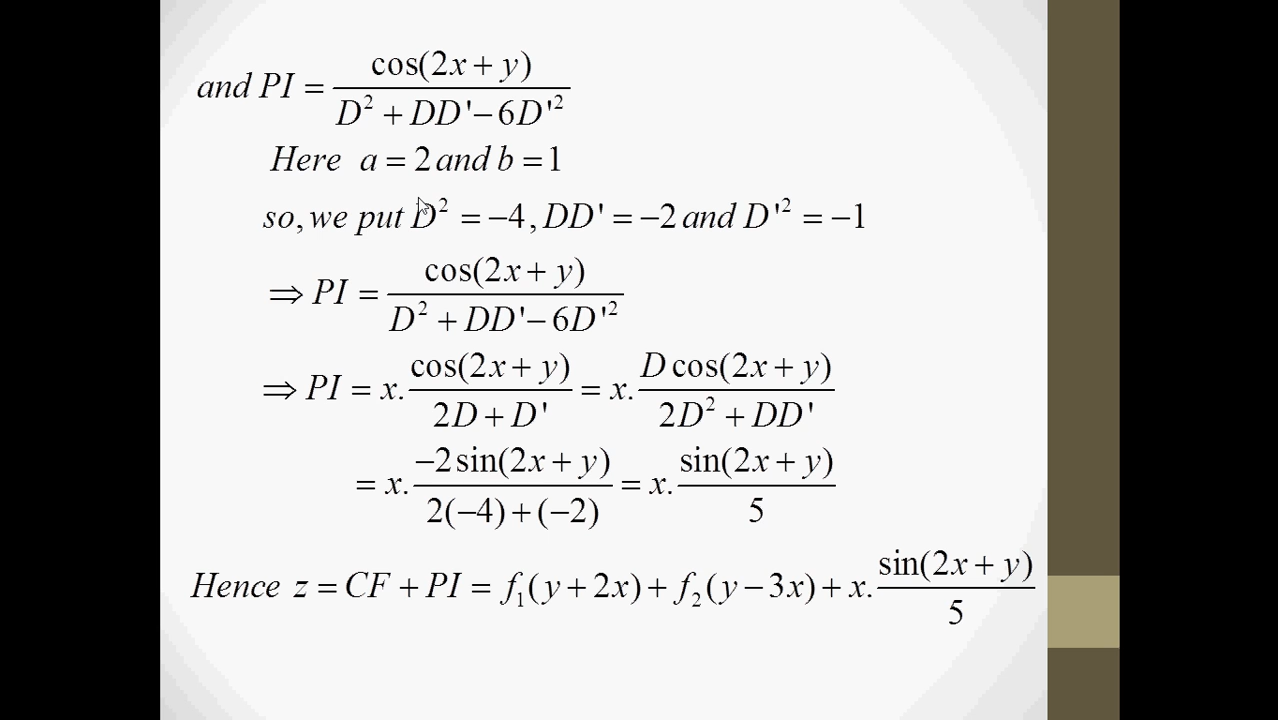 and PI = cos(2x + y) / D² + DD' − 6D'²
Here a = 2 and b = 1
so, we put D² = −4, DD' = −2 and D'² = −1
⇒ PI = cos(2x + y) / D² + DD' − 6D'²
⇒ PI = x. cos(2x + y) / 2D + D' = x. D cos(2x + y) / 2D² + DD'
= x. −2 sin(2x + y) / 2(−4) + (−2) = x. sin(2x + y) / 5
Hence z = CF + PI = f₁(y + 2x) + f₂(y − 3x) + x. sin(2x + y) / 5